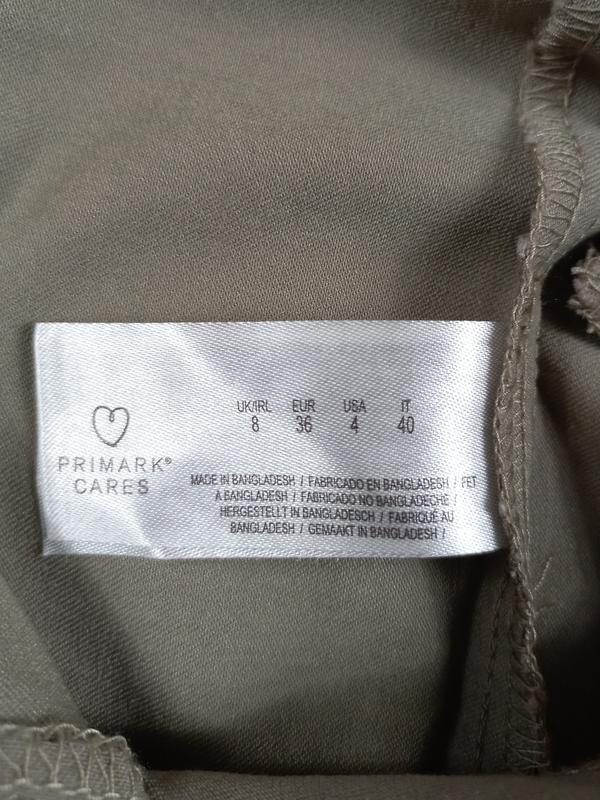 UK/IRL EUR USA IT
8 36 4 40
PRIMARK®
CARES
MADE IN BANGLADESH / FABRICADO EN BANGLADESH / FET
A BANGLADESH / FABRICADO NO BANGLADECHE /
HERGESTELLT IN BANGLADESCH / FABRIQUÉ AU
BANGLADESH / GEMAAKT IN BANGLADESH /